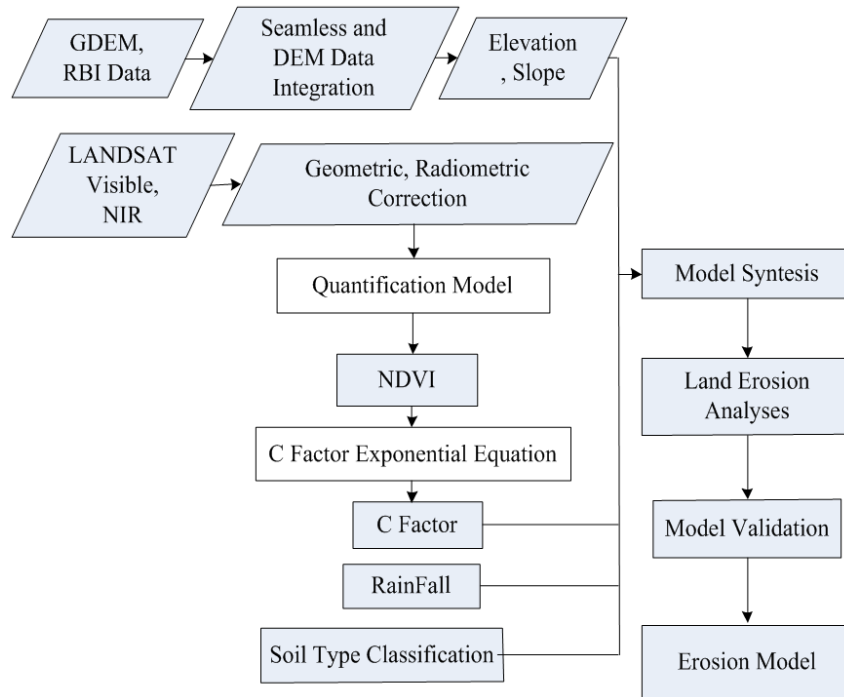 GDEM,
RBI Data
Seamless and
DEM Data
Integration
Elevation
, Slope
LANDSAT
Visible,
NIR
Geometric, Radiometric
Correction
Quantification Model
NDVI
C Factor Exponential Equation
C Factor
RainFall
Soil Type Classification
Model Syntesis
Land Erosion
Analyses
Model Validation
Erosion Model